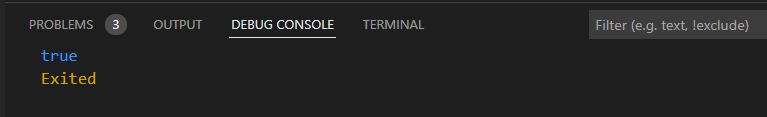 PROBLEMS 3 OUTPUT DEBUG CONSOLE TERMINAL Filter (e.g. text, !exclude)
true
Exited